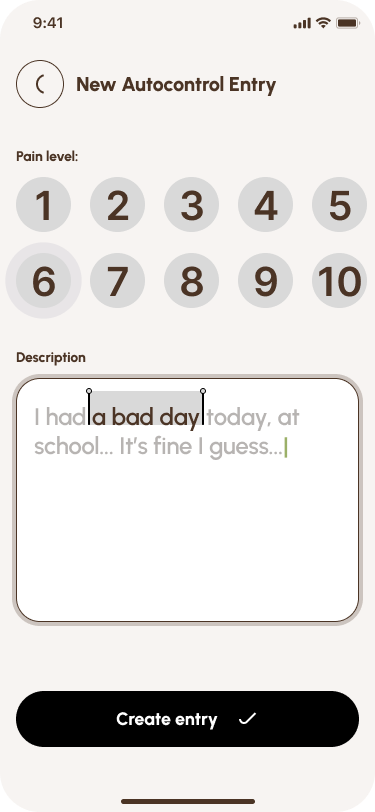 9:41
New Autocontrol Entry
Pain level:
1 2 3 4 5
6 7 8 9 10
Description
I had a bad day today, at
school... It's fine I guess...
Create entry